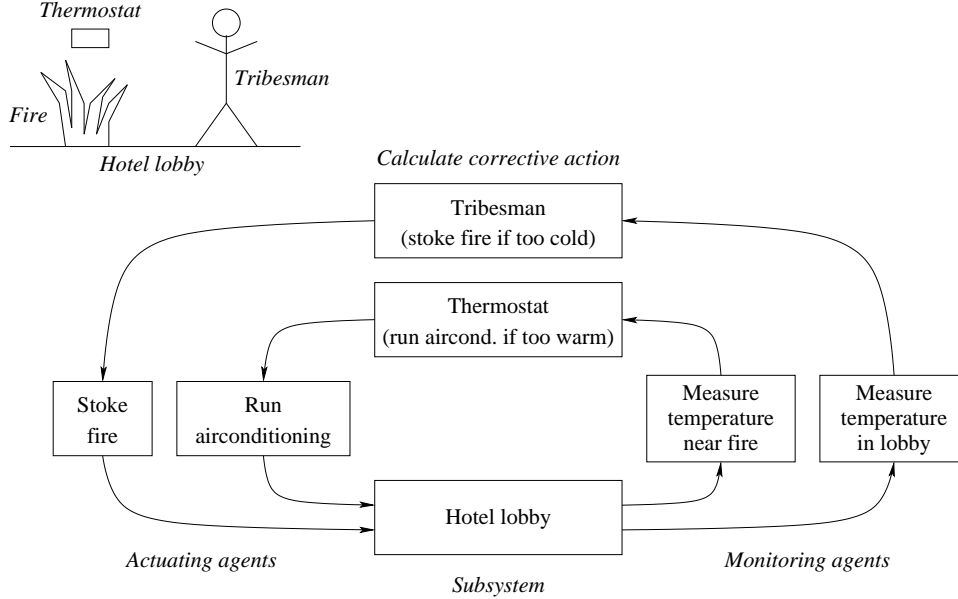 Thermostat
Tribesman
Fire
Hotel lobby
Calculate corrective action
Tribesman
(stoke fire if too cold)
Thermostat
(run aircond. if too warm)
Stoke
fire
Run
airconditioning
Measure
temperature
near fire
Measure
temperature
in lobby
Hotel lobby
Actuating agents
Monitoring agents
Subsystem